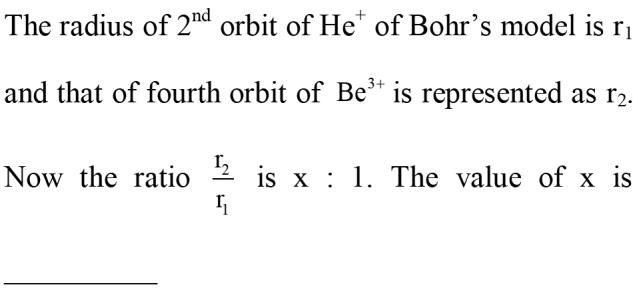 The radius of 2ⁿᵈ orbit of He⁺ of Bohr's model is r₁
and that of fourth orbit of Be³⁺ is represented as r₂.
Now the ratio r₂/r₁ is x : 1. The value of x is
___________